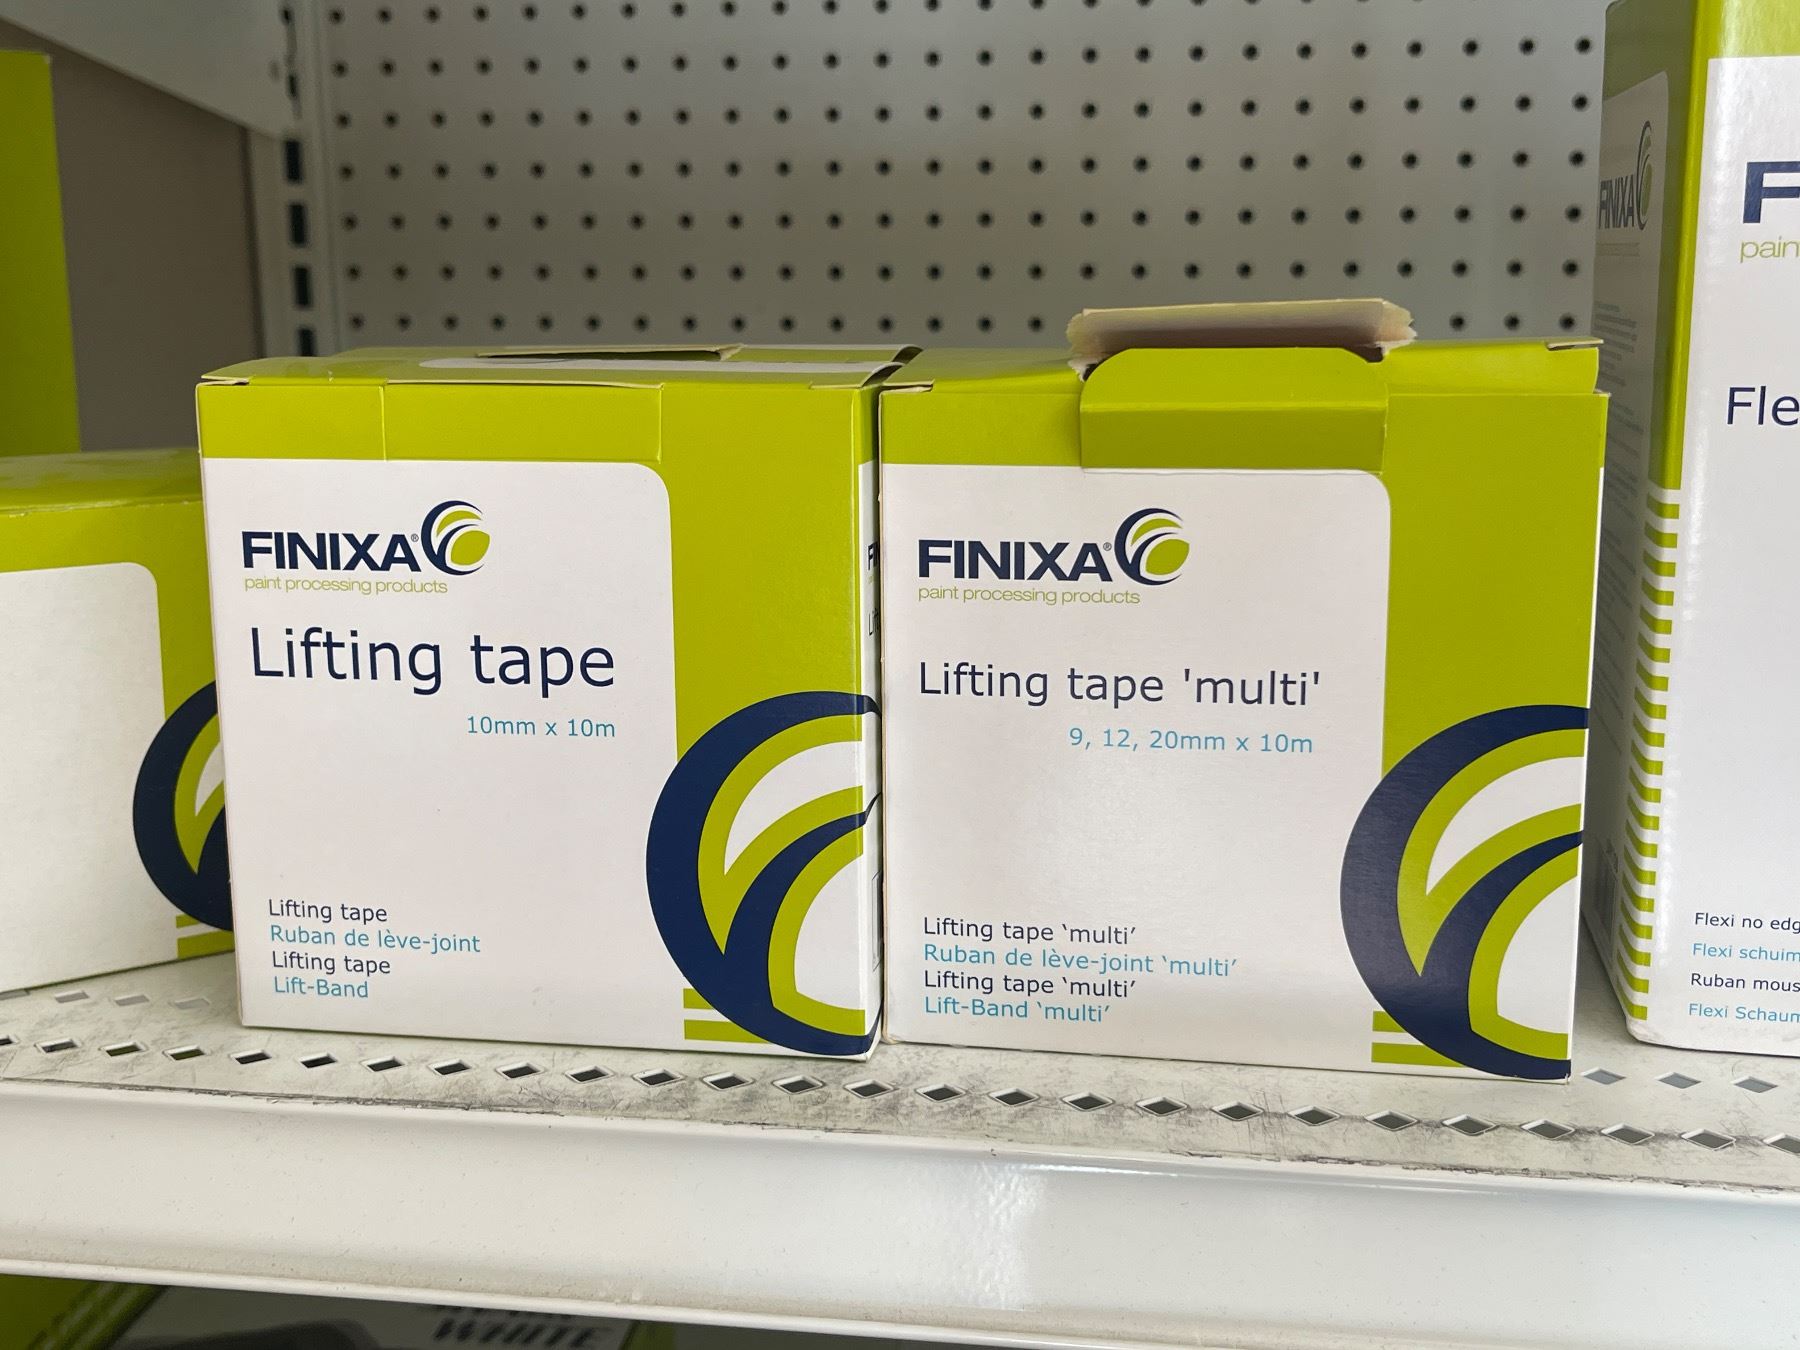 FINIXA®
paint processing products
Lifting tape
10mm x 10m
Lifting tape
Ruban de lève-joint
Lifting tape
Lift-Band
FINIXA®
paint processing products
Lifting tape 'multi'
9, 12, 20mm x 10m
Lifting tape ‘multi’
Ruban de lève-joint ‘multi’
Lifting tape ‘multi’
Lift-Band ‘multi’
FINIXA
F
pain
Fle
Flexi no edg
Flexi schuim
Ruban mous
Flexi Schaum
WHITE